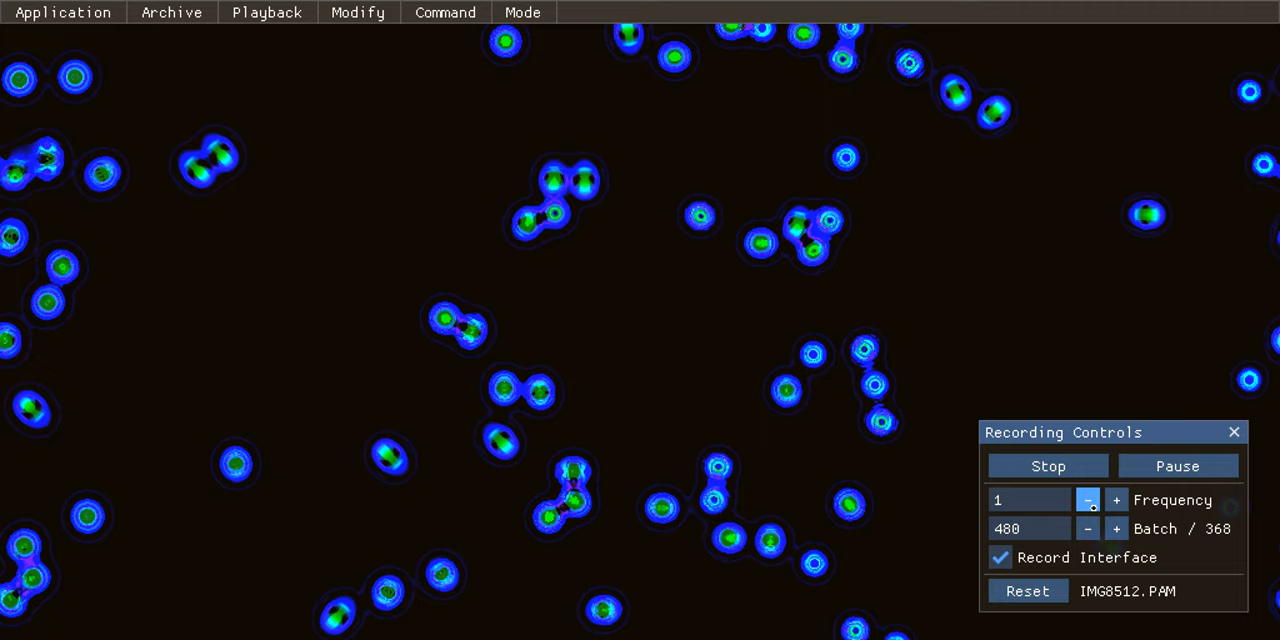 Application Archive Playback Modify Command Mode
Recording Controls
Stop Pause
1 - + Frequency
480 - + Batch / 368
Record Interface
Reset IMG8512.PAM